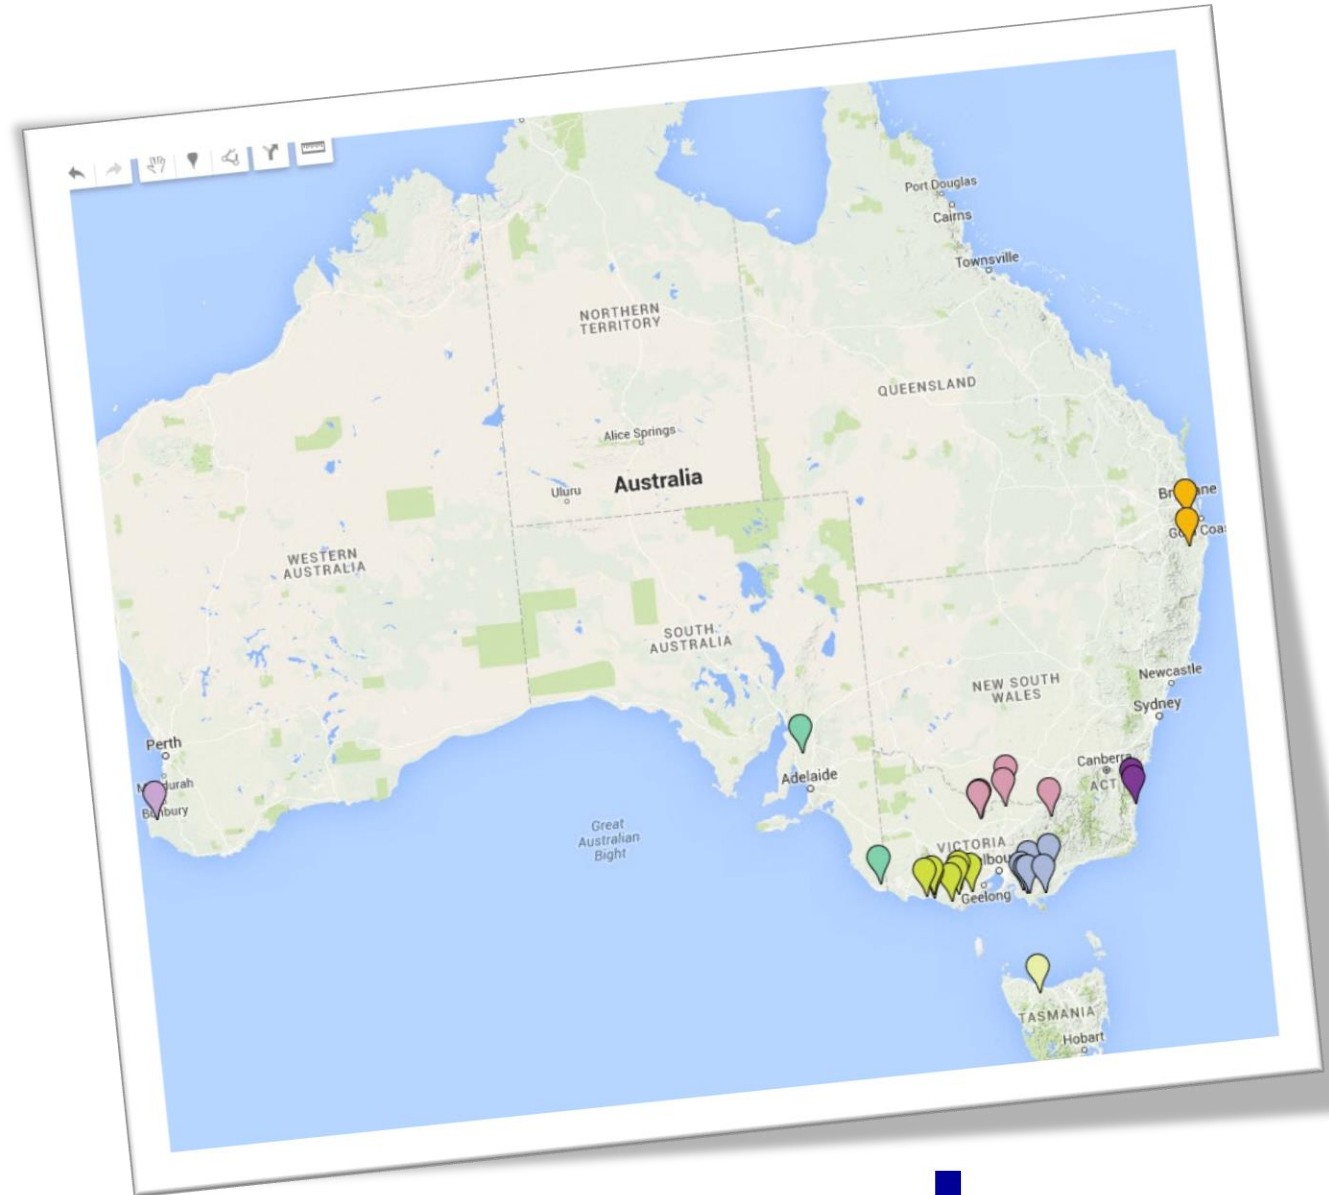 Port Douglas
Cairns
Townsville
NORTHERN
TERRITORY
QUEENSLAND
Alice Springs
Australia
Uluru
WESTERN
AUSTRALIA
SOUTH
AUSTRALIA
NEW SOUTH
WALES
Newcastle
Sydney
Perth
Canberra
ACT
Adelaide
Great
Australian
Bight
VICTORIA
Geelong
TASMANIA
Hobart